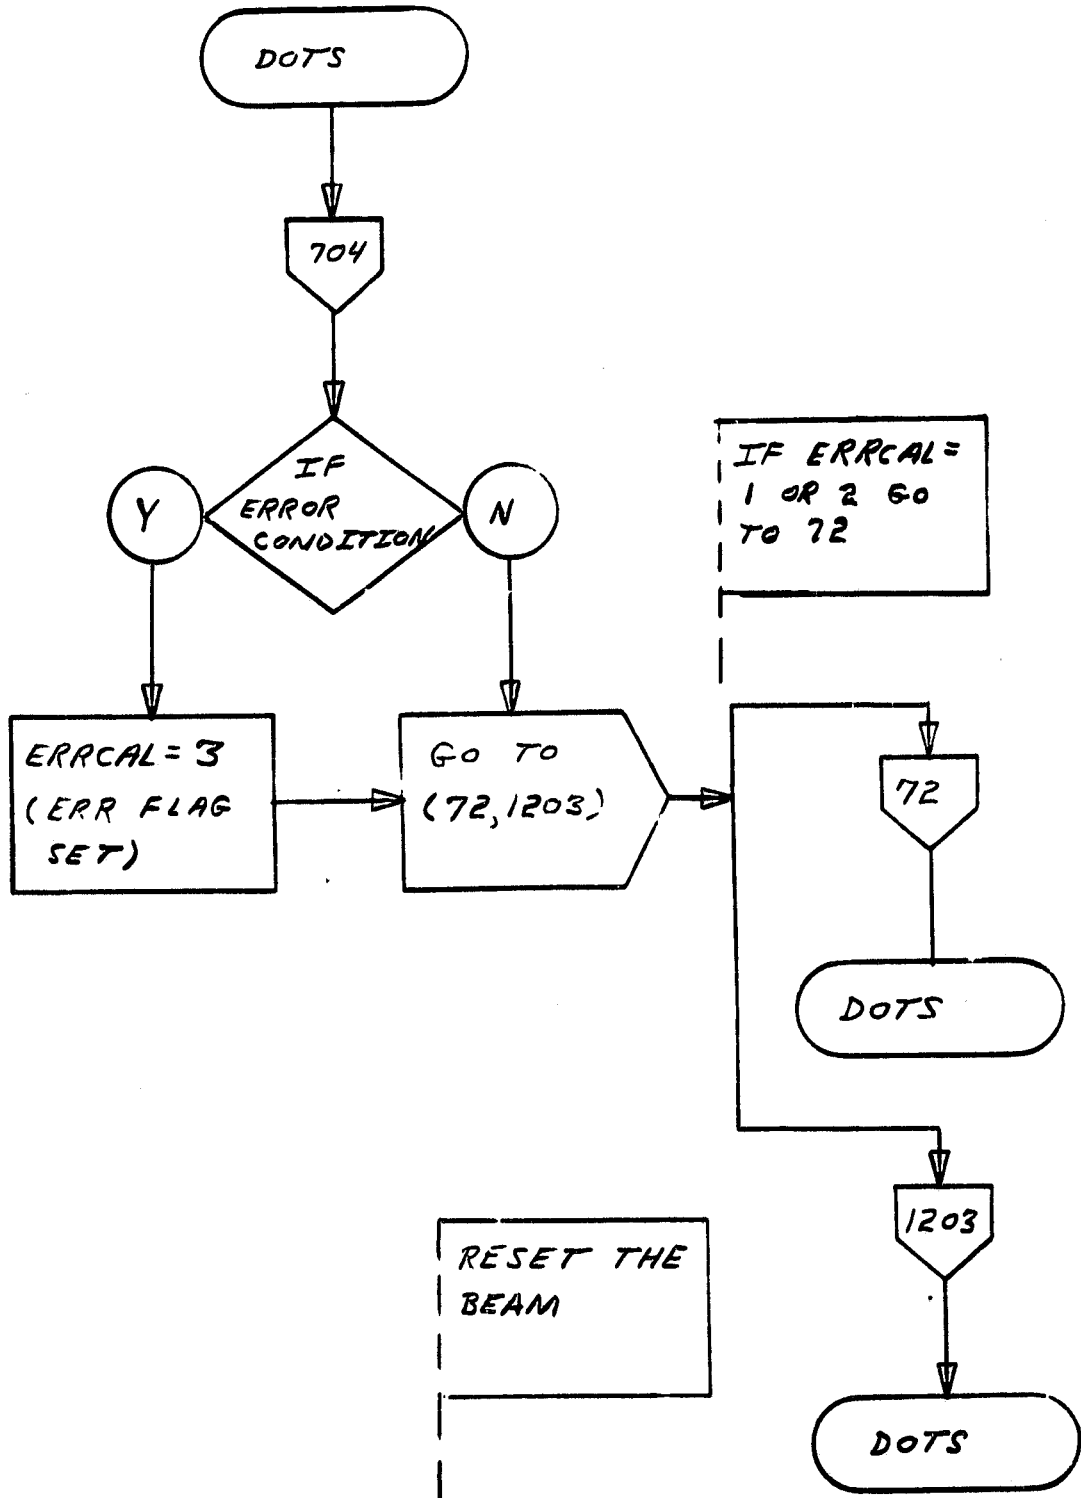 DOTS
704
IF
ERROR
CONDITION
Y
N
IF ERRCAL=
1 OR 2 GO
TO 72
ERRCAL=3
(ERR FLAG
SET)
GO TO
(72,1203)
72
DOTS
1203
RESET THE
BEAM
DOTS